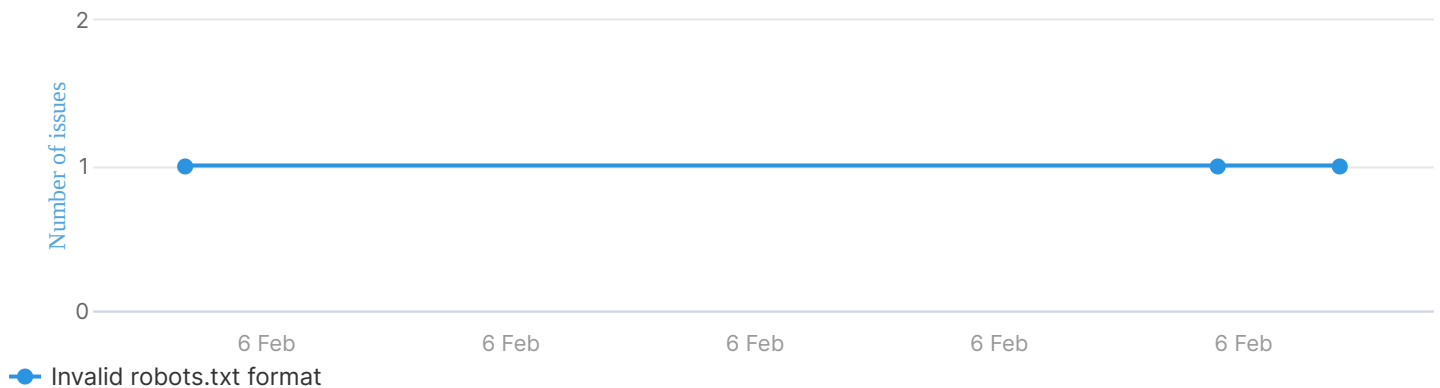 2
Number of issues
1
0
6 Feb 6 Feb 6 Feb 6 Feb 6 Feb
Invalid robots.txt format